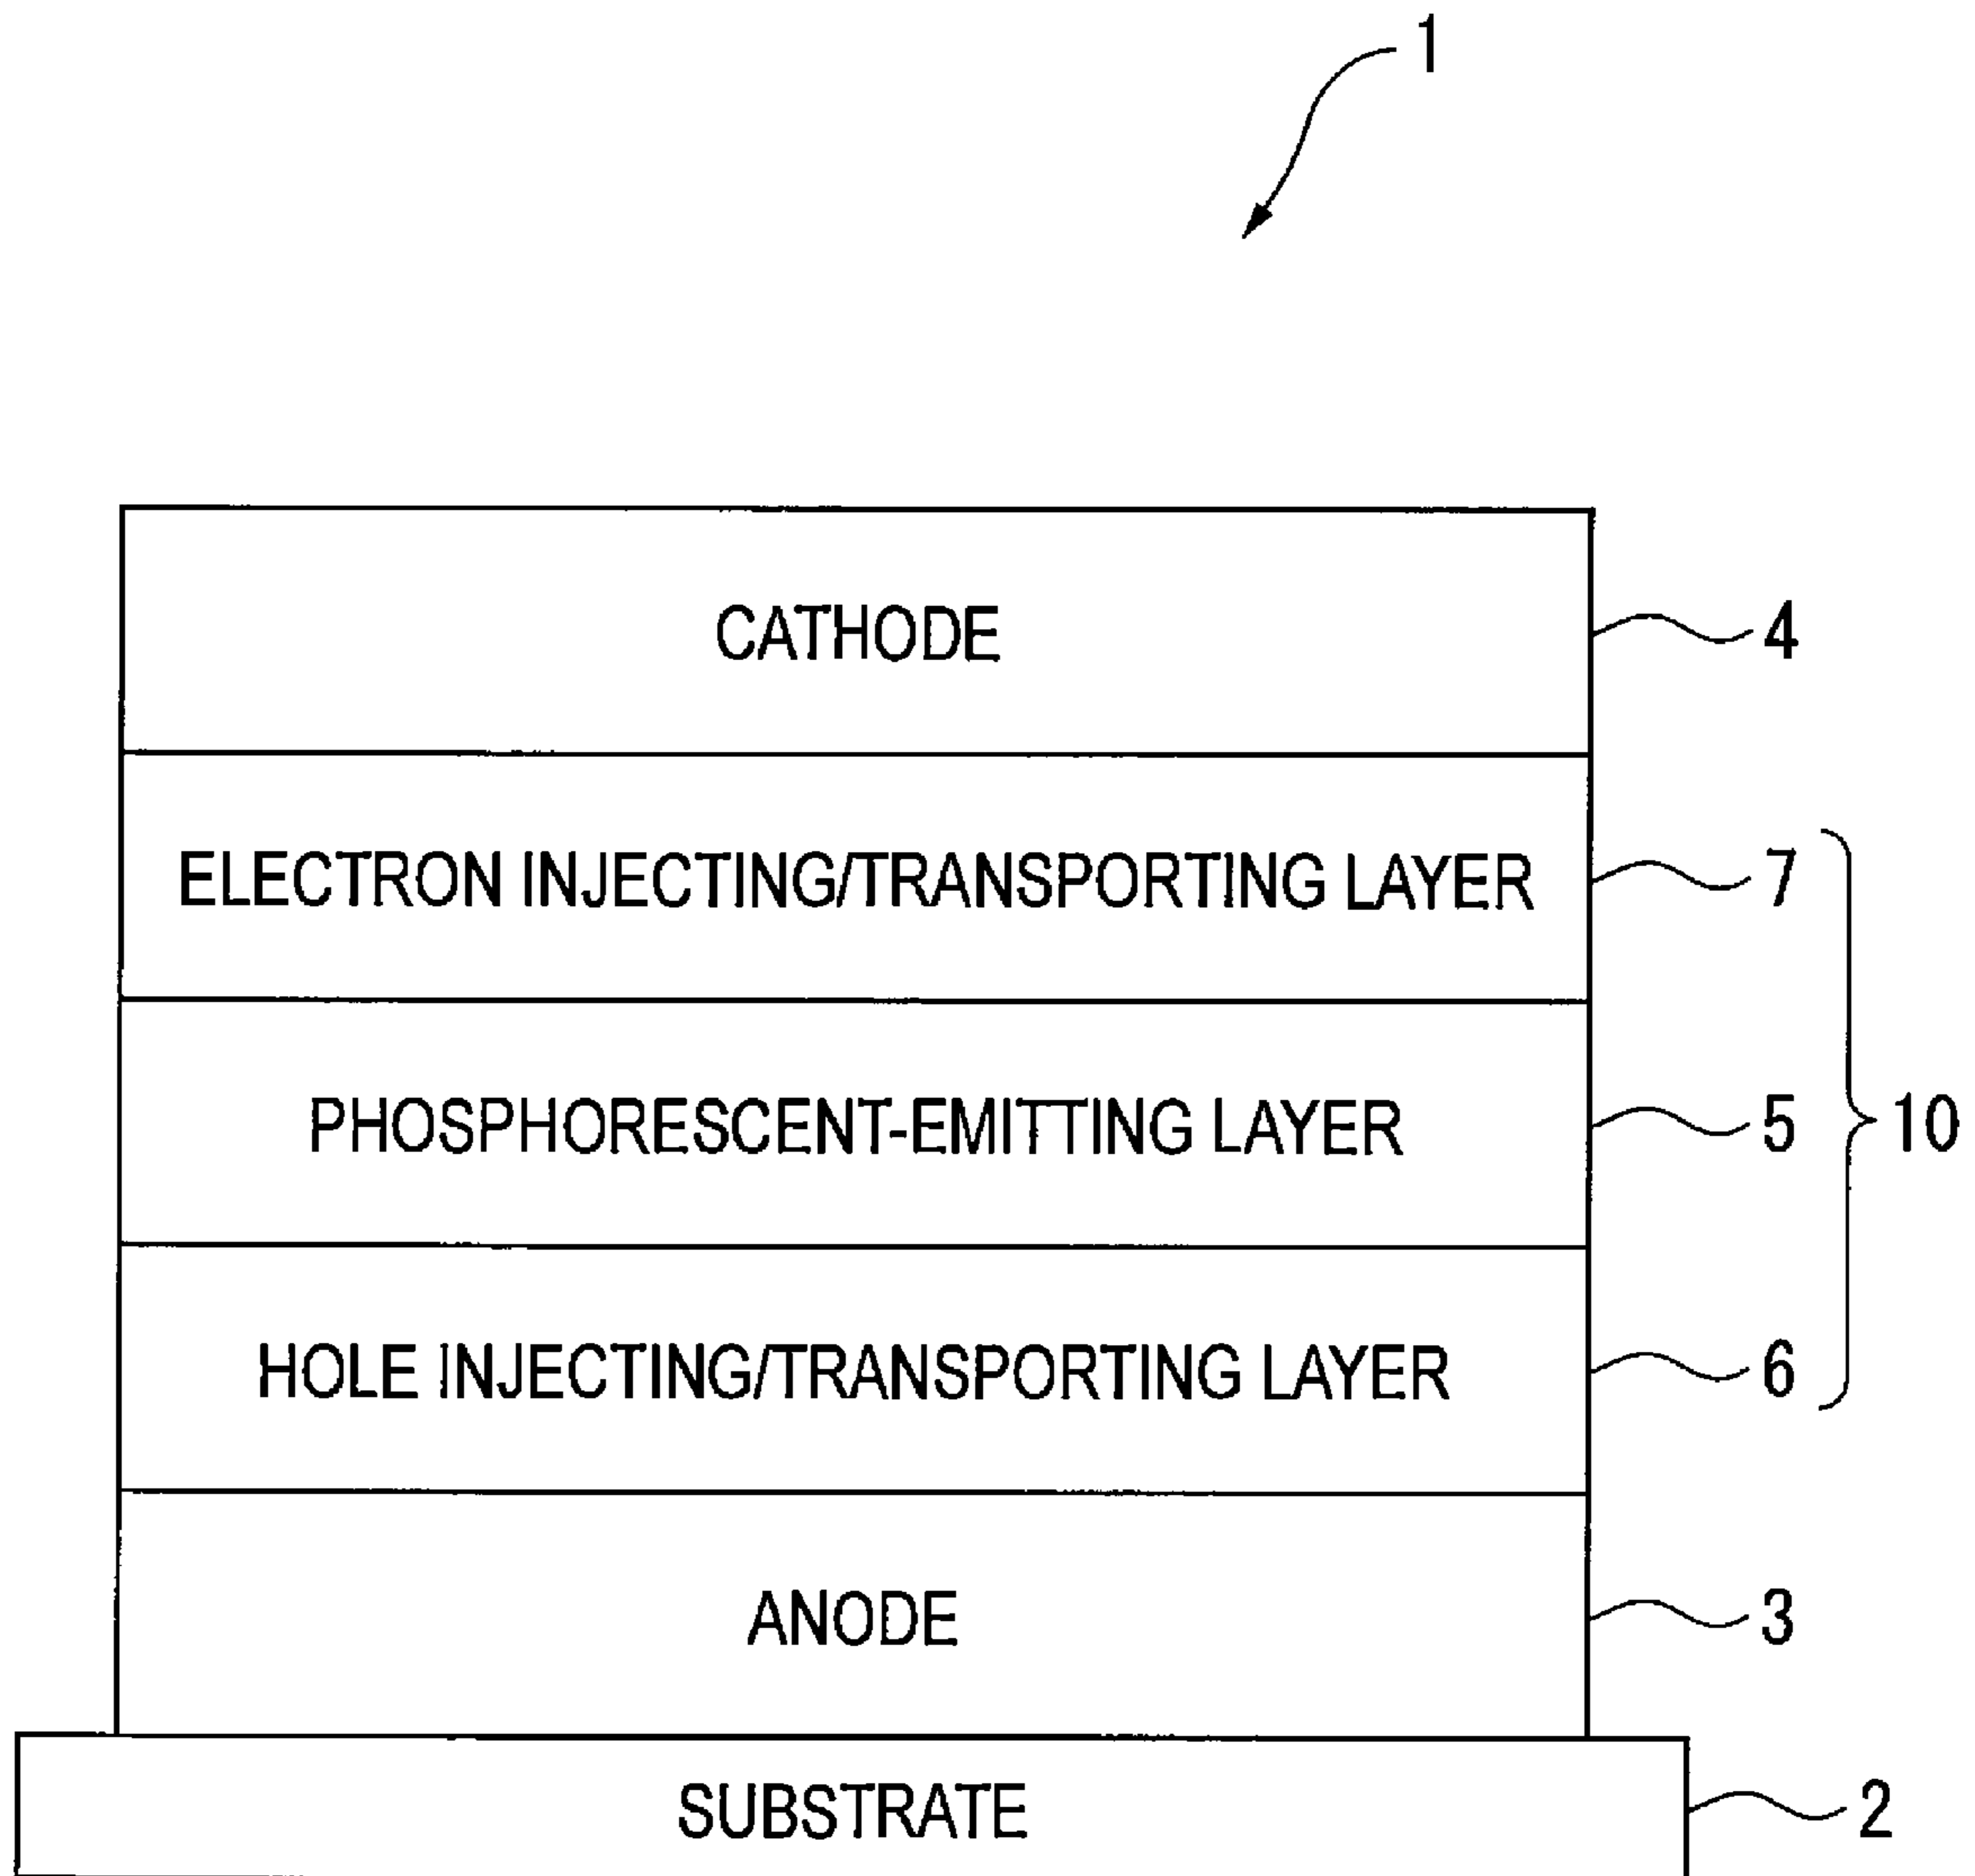 1
CATHODE 4
ELECTRON INJECTING/TRANSPORTING LAYER 7
PHOSPHORESCENT-EMITTING LAYER 5 10
HOLE INJECTING/TRANSPORTING LAYER 6
ANODE 3
SUBSTRATE 2